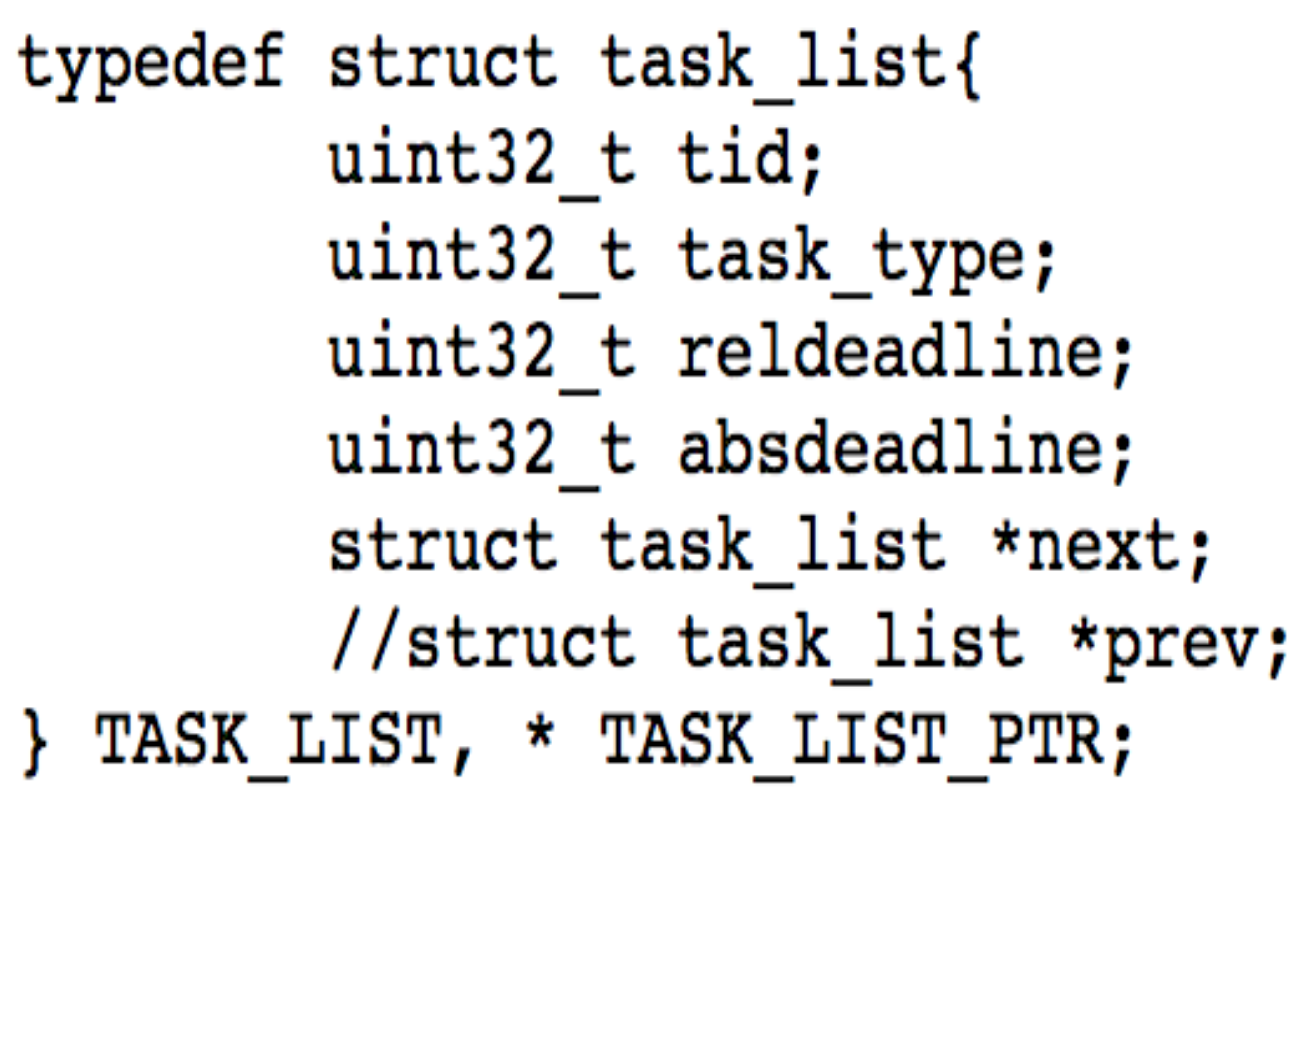 typedef struct task_list{
uint32_t tid;
uint32_t task_type;
uint32_t reldeadline;
uint32_t absdeadline;
struct task_list *next;
//struct task_list *prev;
} TASK_LIST, * TASK_LIST_PTR;